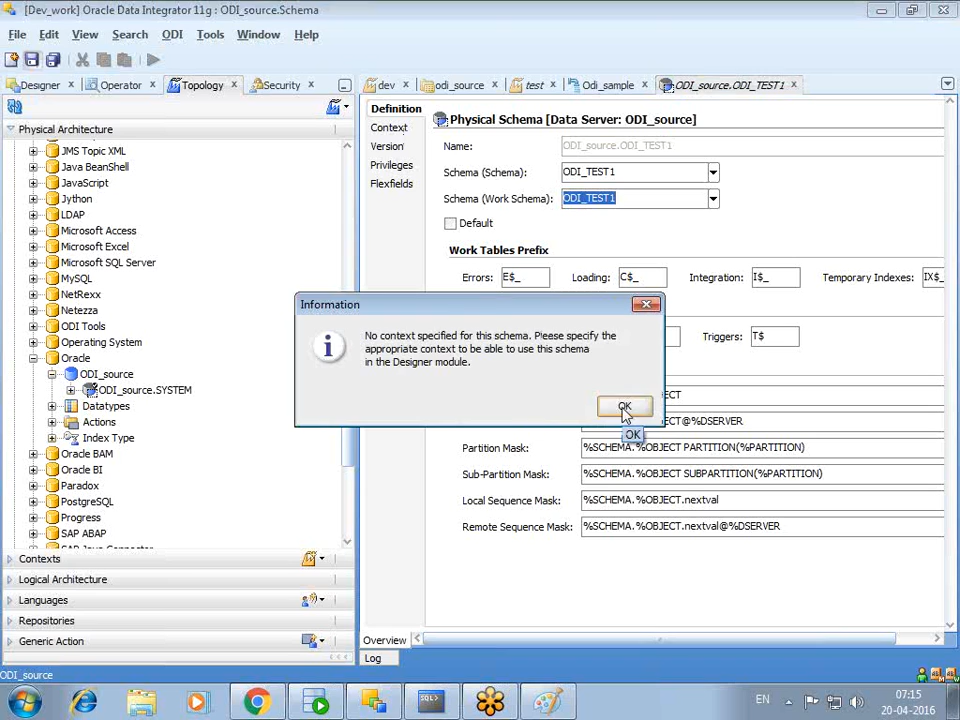 [Dev_work] Oracle Data Integrator 11g : ODI_source.Schema
File Edit View Search ODI Tools Window Help
Designer × Operator × Topology × Security ×
dev × odi_source × test × Odi_sample × ODI_source.ODI_TEST1 ×
Physical Architecture
JMS Topic XML
Java BeanShell
JavaScript
Jython
LDAP
Microsoft Access
Microsoft Excel
Microsoft SQL Server
MySQL
NetRexx
Netezza
ODI Tools
Operating System
Oracle
ODI_source
ODI_source.SYSTEM
Datatypes
Actions
Index Type
Oracle BAM
Oracle BI
Paradox
PostgreSQL
Progress
SAP ABAP
SAP Java Connector
Contexts
Logical Architecture
Languages
Repositories
Generic Action
Definition
Context
Version
Privileges
Flexfields
Physical Schema [Data Server: ODI_source]
Name: ODI_source.ODI_TEST1
Schema (Schema): ODI_TEST1
Schema (Work Schema): ODI_TEST1
Default
Work Tables Prefix
Errors: E$_ Loading: C$_ Integration: I$_ Temporary Indexes: IX$_
Triggers: T$
Information
No context specified for this schema. Please specify the
appropriate context to be able to use this schema
in the Designer module.
OK
OK
ECT
ECT@%DSERVER
Partition Mask: %SCHEMA.%OBJECT PARTITION(%PARTITION)
Sub-Partition Mask: %SCHEMA.%OBJECT SUBPARTITION(%PARTITION)
Local Sequence Mask: %SCHEMA.%OBJECT.nextval
Remote Sequence Mask: %SCHEMA.%OBJECT.nextval@%DSERVER
Overview
Log
ODI_source
EN
07:15
20-04-2016